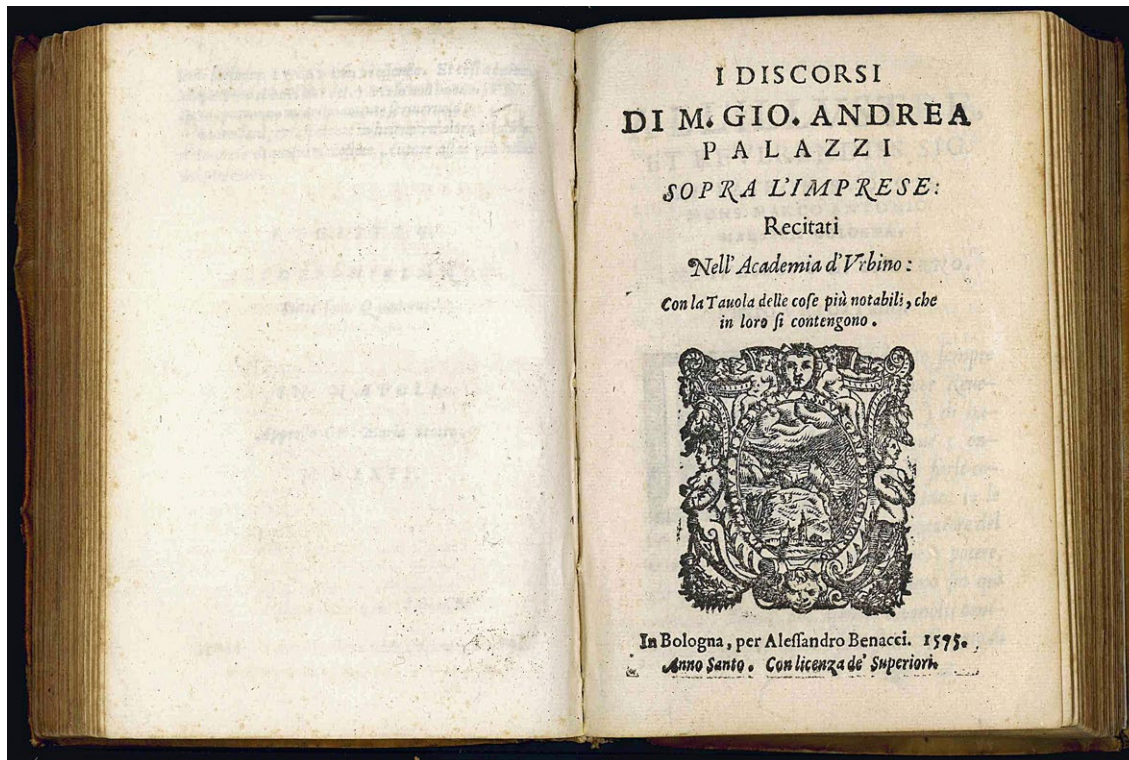 I DISCORSI
DI M. GIO. ANDREA
PALAZZI
SOPRA L'IMPRESE:
Recitati
Nell'Academia d'Vrbino:
Con la Tauola delle coſe più notabili, che
in loro ſi contengono.
In Bologna, per Aleſſandro Benacci. 1575.
Anno Santo. Con licenza de' Superiori.